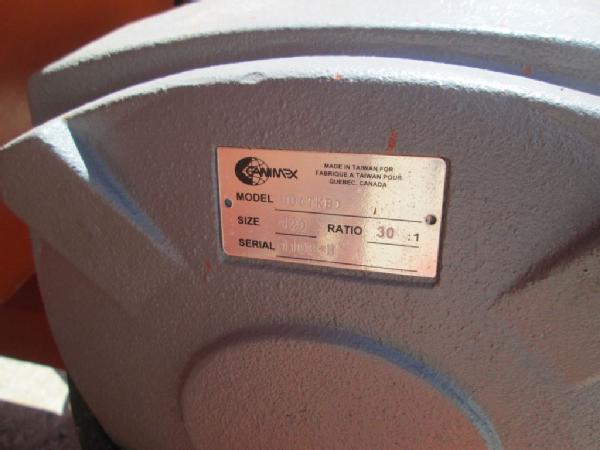 CANIMEX
MADE IN TAIWAN FOR
FABRIQUE A TAIWAN POUR
QUEBEC, CANADA
MODEL
SIZE RATIO 30 :1
SERIAL